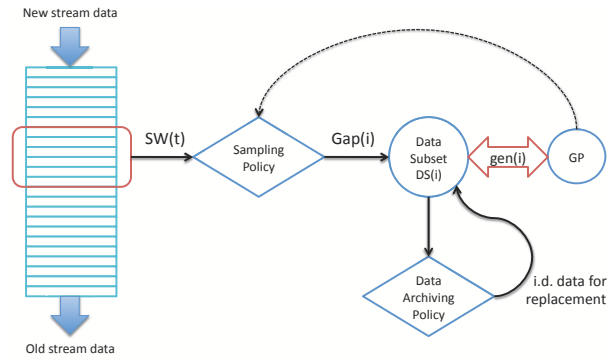 New stream data
SW(t)
Sampling
Policy
Gap(i)
Data
Subset
DS(i)
gen(i)
GP
Data
Archiving
Policy
i.d. data for
replacement
Old stream data